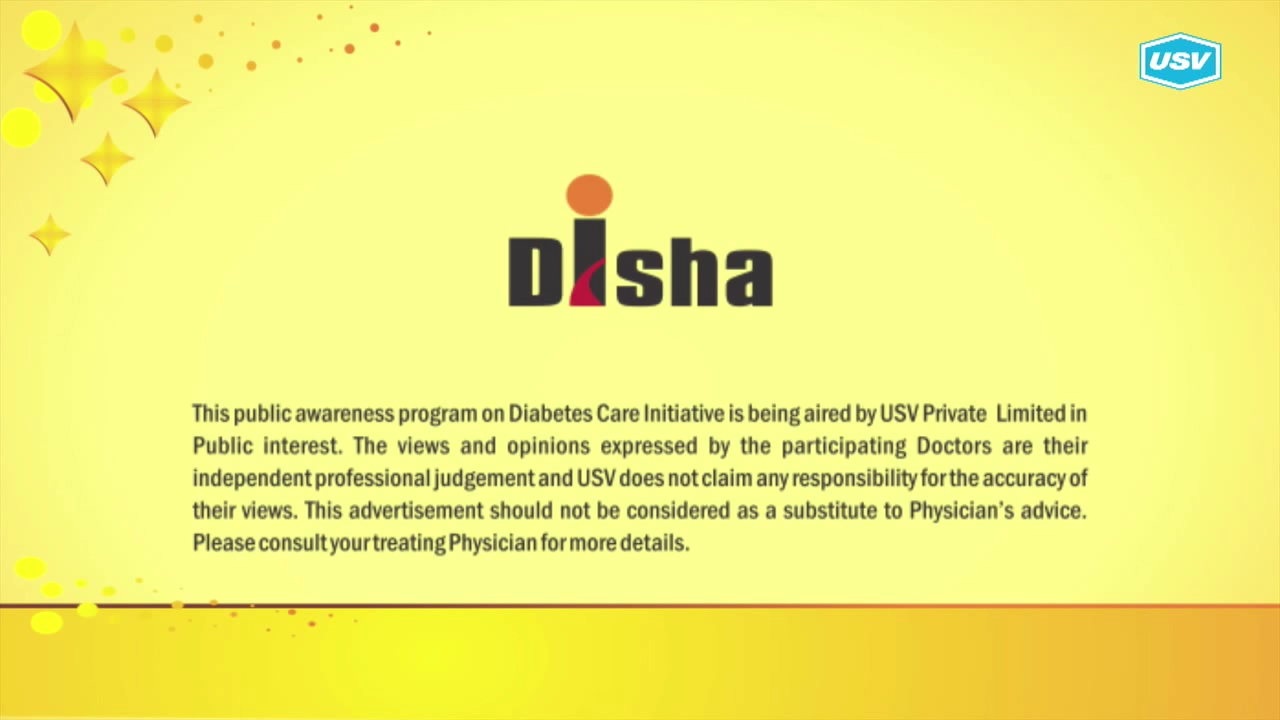 USV
Disha
This public awareness program on Diabetes Care Initiative is being aired by USV Private Limited in
Public interest. The views and opinions expressed by the participating Doctors are their
independent professional judgement and USV does not claim any responsibility for the accuracy of
their views. This advertisement should not be considered as a substitute to Physician's advice.
Please consult your treating Physician for more details.